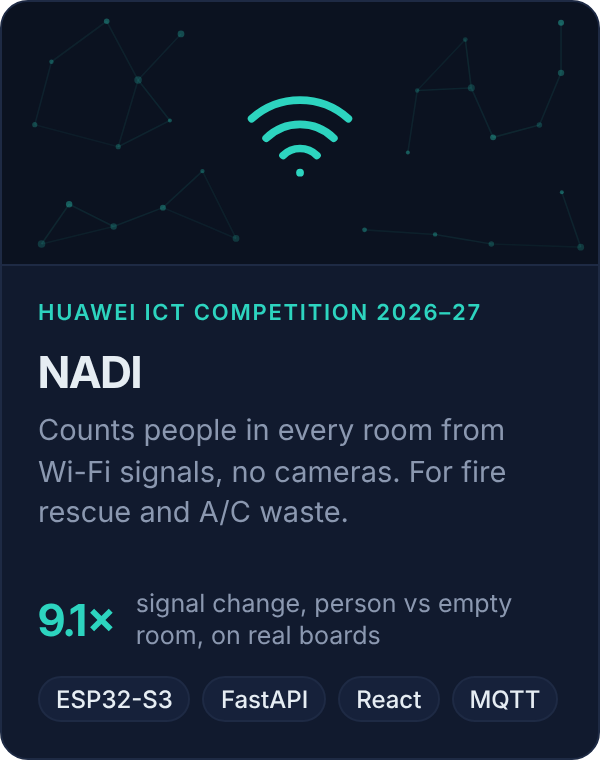 HUAWEI ICT COMPETITION 2026–27
NADI
Counts people in every room from
Wi-Fi signals, no cameras. For fire
rescue and A/C waste.
9.1×
signal change, person vs empty
room, on real boards
ESP32-S3
FastAPI
React
MQTT